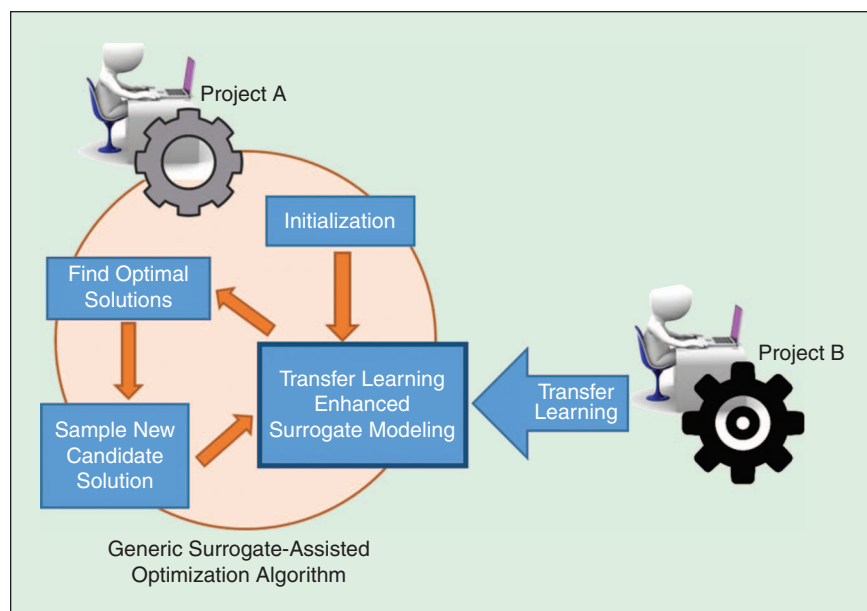 Project A
Initialization
Find Optimal
Solutions
Transfer Learning
Enhanced
Surrogate Modeling
Sample New
Candidate
Solution
Transfer
Learning
Project B
Generic Surrogate-Assisted
Optimization Algorithm